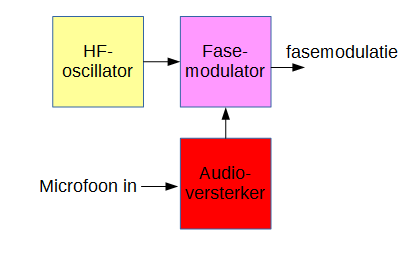 HF-
oscillator
Fase-
modulator
fasemodulatie
Audio-
versterker
Microfoon in